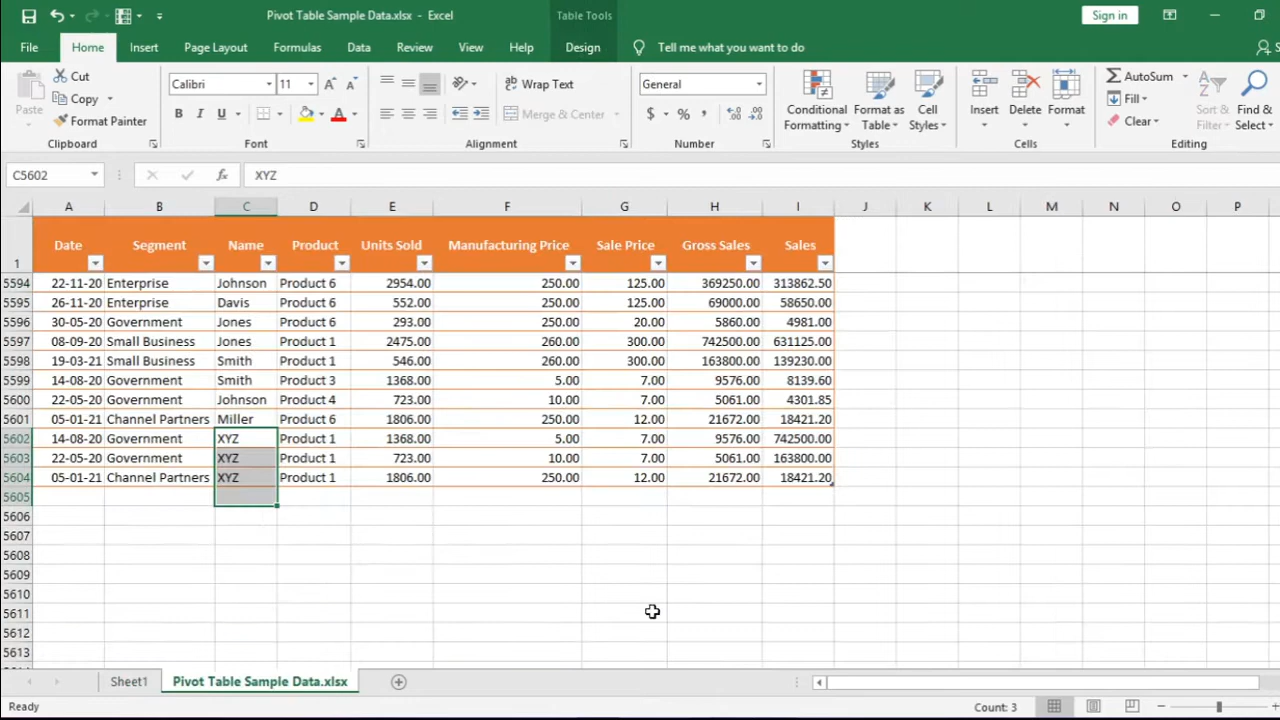 Pivot Table Sample Data.xlsx - Excel
Table Tools
Sign in
File Home Insert Page Layout Formulas Data Review View Help Design Tell me what you want to do
Paste
Cut
Copy
Format Painter
Clipboard
Calibri 11
B I U A
Font
Wrap Text
Merge & Center
Alignment
General
$ % ,
Number
Conditional Formatting
Format as Table
Cell Styles
Styles
Insert
Delete
Format
Cells
AutoSum
Fill
Clear
Sort & Filter
Find & Select
Editing
C5602 fx XYZ
A B C D E F G H I J K L M N O P
1 Date Segment Name Product Units Sold Manufacturing Price Sale Price Gross Sales Sales
5594 22-11-20 Enterprise Johnson Product 6 2954.00 250.00 125.00 369250.00 313862.50
5595 26-11-20 Enterprise Davis Product 6 552.00 250.00 125.00 69000.00 58650.00
5596 30-05-20 Government Jones Product 6 293.00 250.00 20.00 5860.00 4981.00
5597 08-09-20 Small Business Jones Product 1 2475.00 260.00 300.00 742500.00 631125.00
5598 19-03-21 Small Business Smith Product 1 546.00 260.00 300.00 163800.00 139230.00
5599 14-08-20 Government Smith Product 3 1368.00 5.00 7.00 9576.00 8139.60
5600 22-05-20 Government Johnson Product 4 723.00 10.00 7.00 5061.00 4301.85
5601 05-01-21 Channel Partners Miller Product 6 1806.00 250.00 12.00 21672.00 18421.20
5602 14-08-20 Government XYZ Product 1 1368.00 5.00 7.00 9576.00 742500.00
5603 22-05-20 Government XYZ Product 1 723.00 10.00 7.00 5061.00 163800.00
5604 05-01-21 Channel Partners XYZ Product 1 1806.00 250.00 12.00 21672.00 18421.20
5605
5606
5607
5608
5609
5610
5611
5612
5613
Sheet1 Pivot Table Sample Data.xlsx
Ready Count: 3